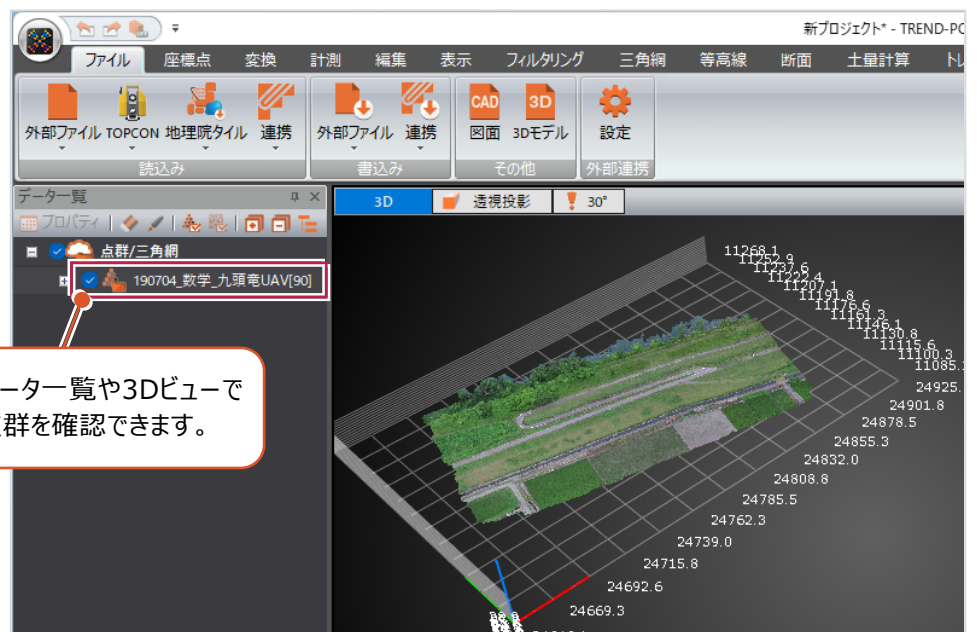 新プロジェクト* - TREND-PO
ファイル 座標点 変換 計測 編集 表示 フィルタリング 三角網 等高線 断面 土量計算 トレ
外部ファイル TOPCON 地理院タイル 連携 外部ファイル 連携 CAD 図面 3D 3Dモデル 設定
読込み 書込み その他 外部連携
データ一覧
3D 透視投影 30°
プロパティ
点群/三角網
190704_数学_九頭竜UAV[90]
ータ一覧や3Dビューで
群を確認できます。
11268.1
11252.9
11237.6
11222.4
11207.1
11191.8
11176.6
11161.3
11146.1
11130.8
11115.6
11100.3
11085.
24925.
24901.8
24878.5
24855.3
24832.0
24808.8
24785.5
24762.3
24739.0
24715.8
24692.6
24669.3